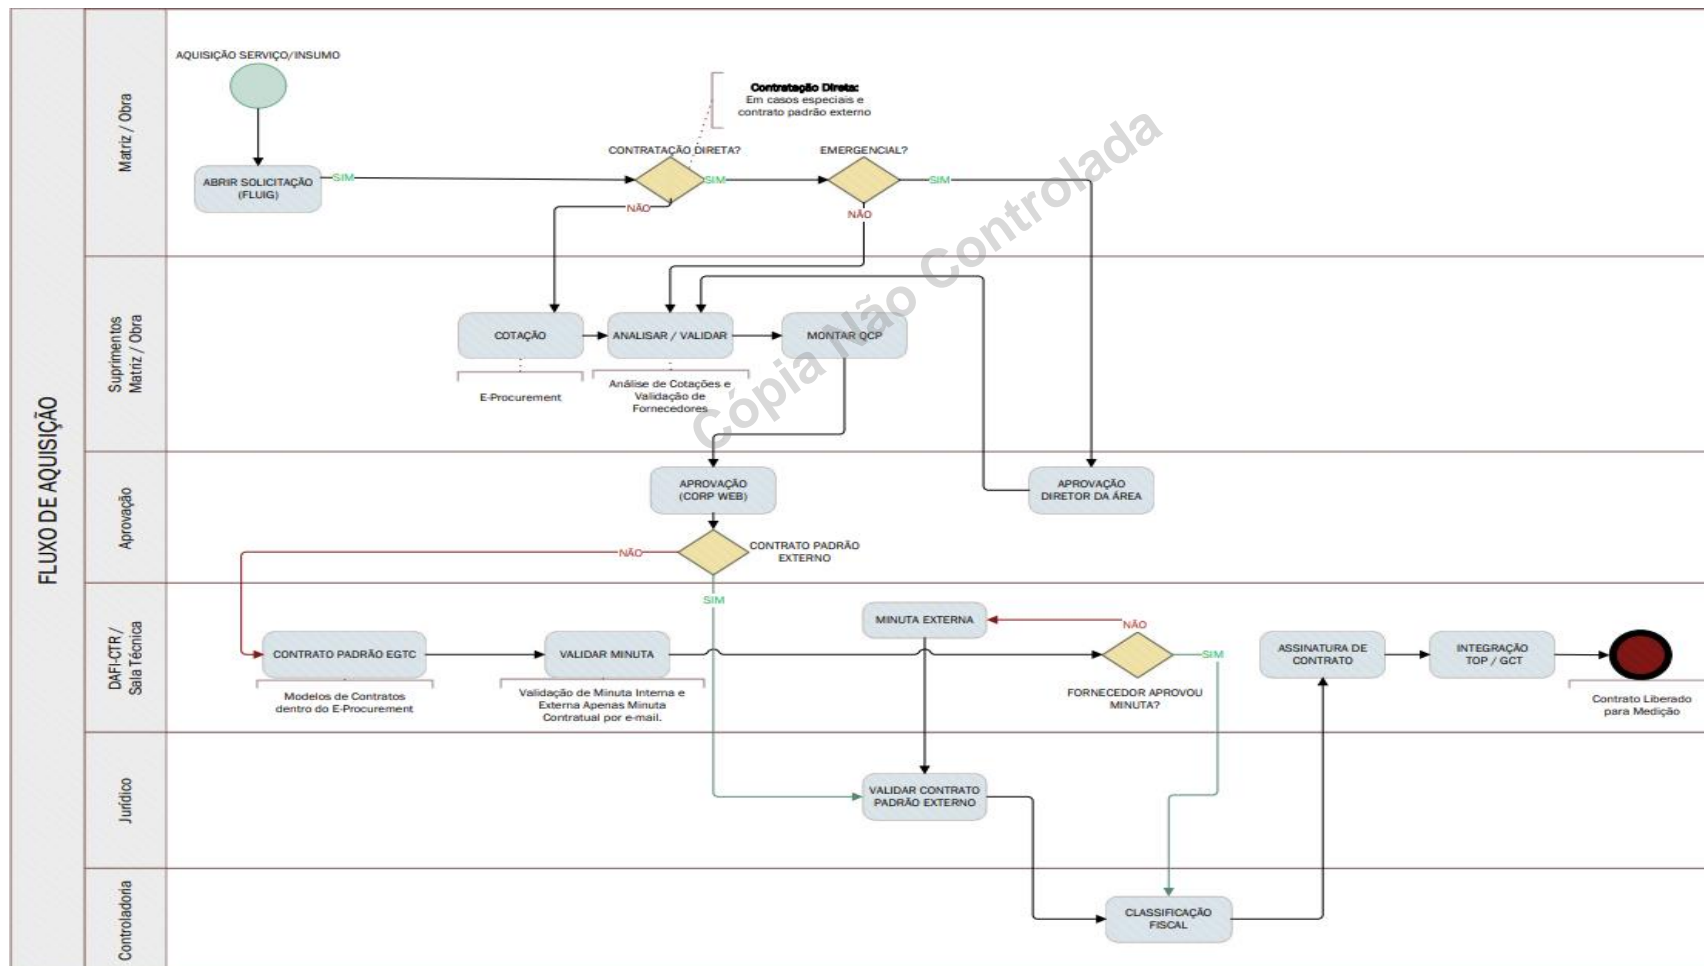 FLUXO DE AQUISIÇÃO
Matriz / Obra
AQUISIÇÃO SERVIÇO/INSUMO
ABRIR SOLICITAÇÃO
(FLUIG)
SIM
Contratação Direta:
Em casos especiais e
contrato padrão externo
CONTRATAÇÃO DIRETA?
SIM
NÃO
EMERGENCIAL?
SIM
NÃO
Suprimentos
Matriz / Obra
COTAÇÃO
E-Procurement
ANALISAR / VALIDAR
Análise de Cotações e
Validação de
Fornecedores
MONTAR QCP
Aprovação
APROVAÇÃO
(CORP WEB)
APROVAÇÃO
DIRETOR DA ÁREA
CONTRATO PADRÃO
EXTERNO
NÃO
SIM
DAFI-CTR /
Sala Técnica
CONTRATO PADRÃO EGTC
Modelos de Contratos
dentro do E-Procurement
VALIDAR MINUTA
Validação de Minuta Interna e
Externa Apenas Minuta
Contratual por e-mail.
MINUTA EXTERNA
NÃO
SIM
FORNECEDOR APROVOU
MINUTA?
ASSINATURA DE
CONTRATO
INTEGRAÇÃO
TOP / GCT
Contrato Liberado
para Medição
Jurídico
VALIDAR CONTRATO
PADRÃO EXTERNO
Controladoria
CLASSIFICAÇÃO
FISCAL
Cópia Não Controlada